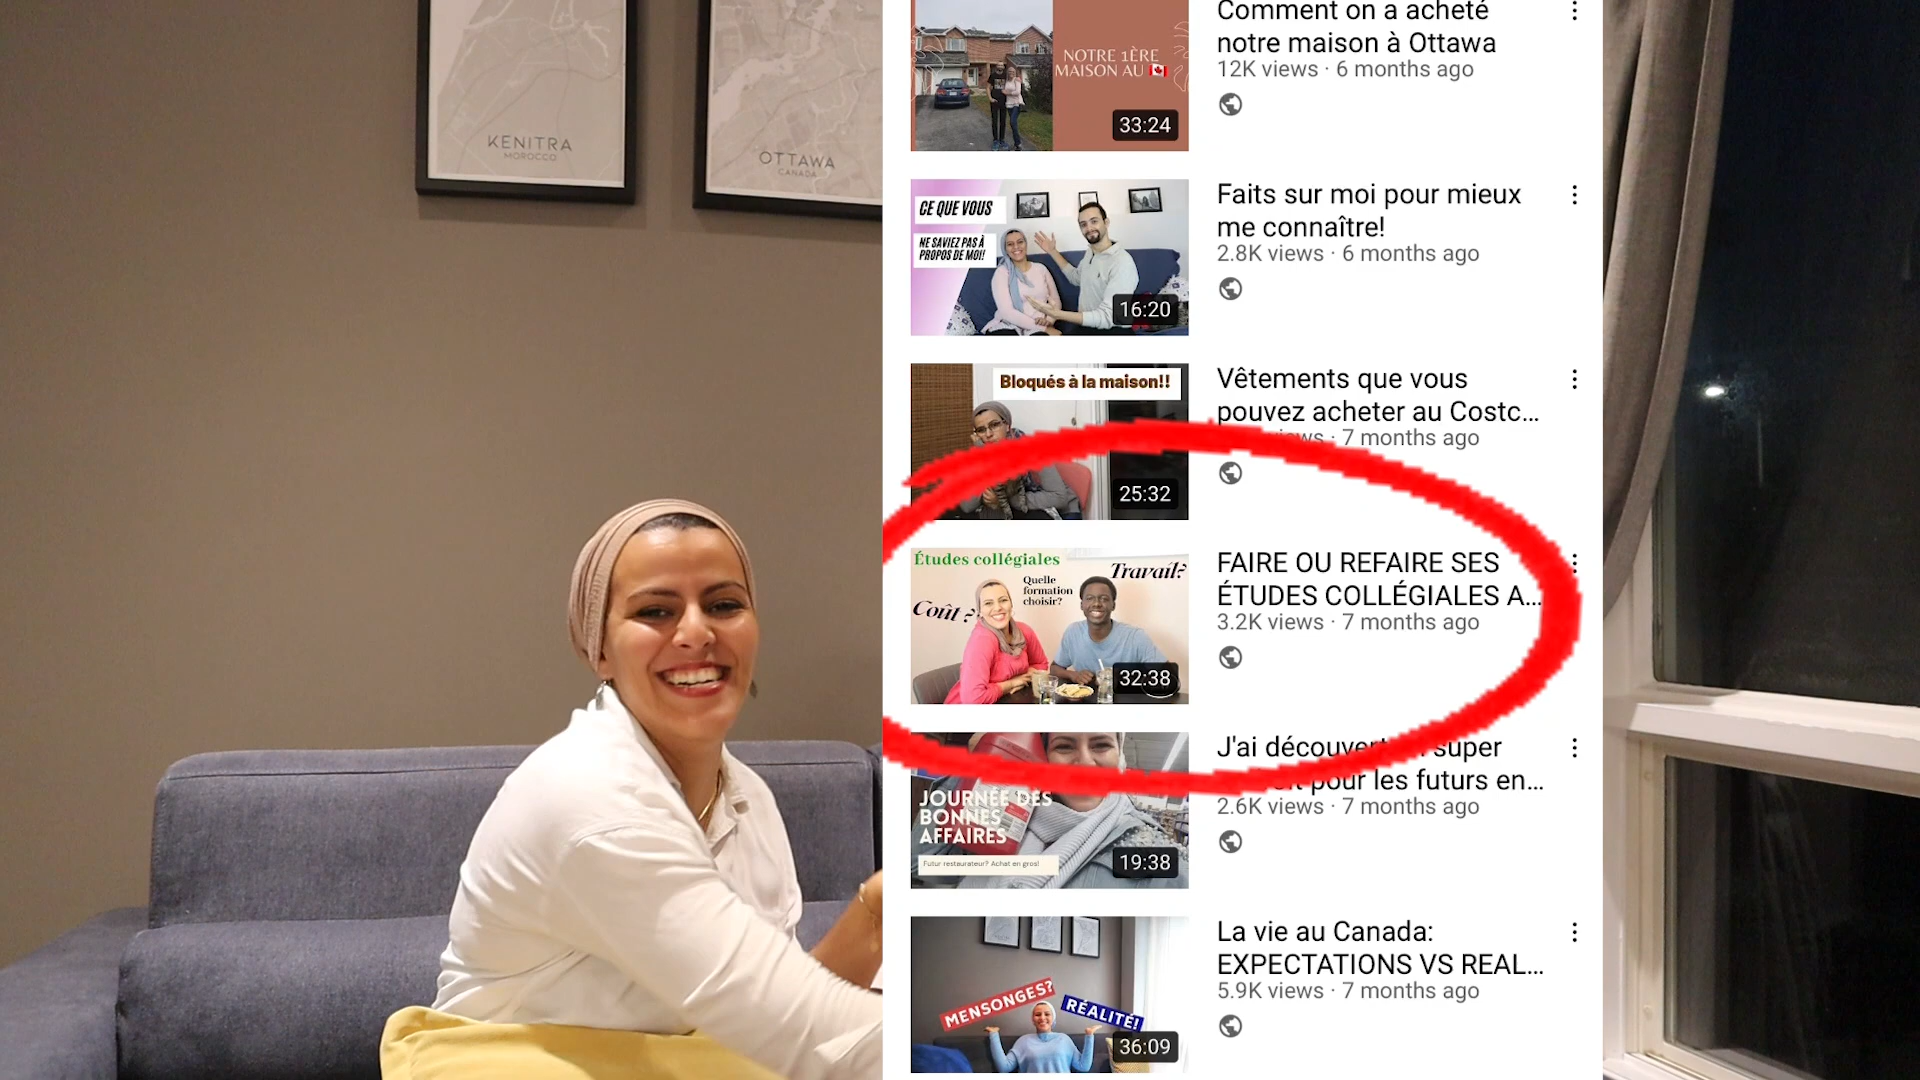 KENITRA
MOROCCO
OTTAWA
CANADA
NOTRE 1ÈRE
MAISON AU
33:24
Comment on a acheté
notre maison à Ottawa
12K views · 6 months ago
CE QUE VOUS
NE SAVIEZ PAS À
PROPOS DE MOI!
16:20
Faits sur moi pour mieux
me connaître!
2.8K views · 6 months ago
Bloqués à la maison!!
25:32
Vêtements que vous
pouvez acheter au Costc...
views · 7 months ago
Études collégiales
Travail?
Quelle
formation
choisir?
Coût ?
32:38
FAIRE OU REFAIRE SES
ÉTUDES COLLÉGIALES A...
3.2K views · 7 months ago
JOURNÉE DES
BONNES
AFFAIRES
Futur restaurateur? Achat en gros!
19:38
J'ai découvert super
pour les futurs en...
2.6K views · 7 months ago
MENSONGES?
RÉALITÉ!
36:09
La vie au Canada:
EXPECTATIONS VS REAL...
5.9K views · 7 months ago